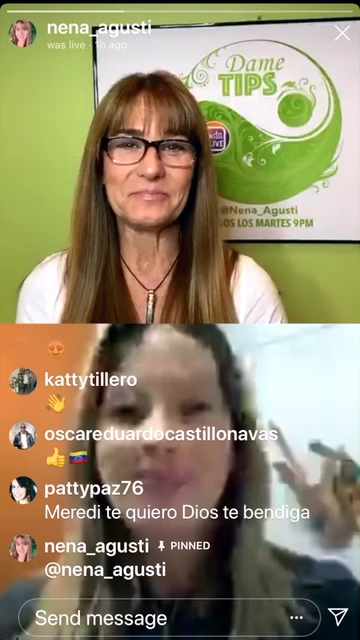 nena_agusti
was live · 1h ago
Dame
TIPS
LIVE
@Nena_Agusti
LOS MARTES 9PM
kattytillero
oscareduardocastillonavas
pattypaz76
Meredi te quiero Dios te bendiga
nena_agusti PINNED
@nena_agusti
Send message